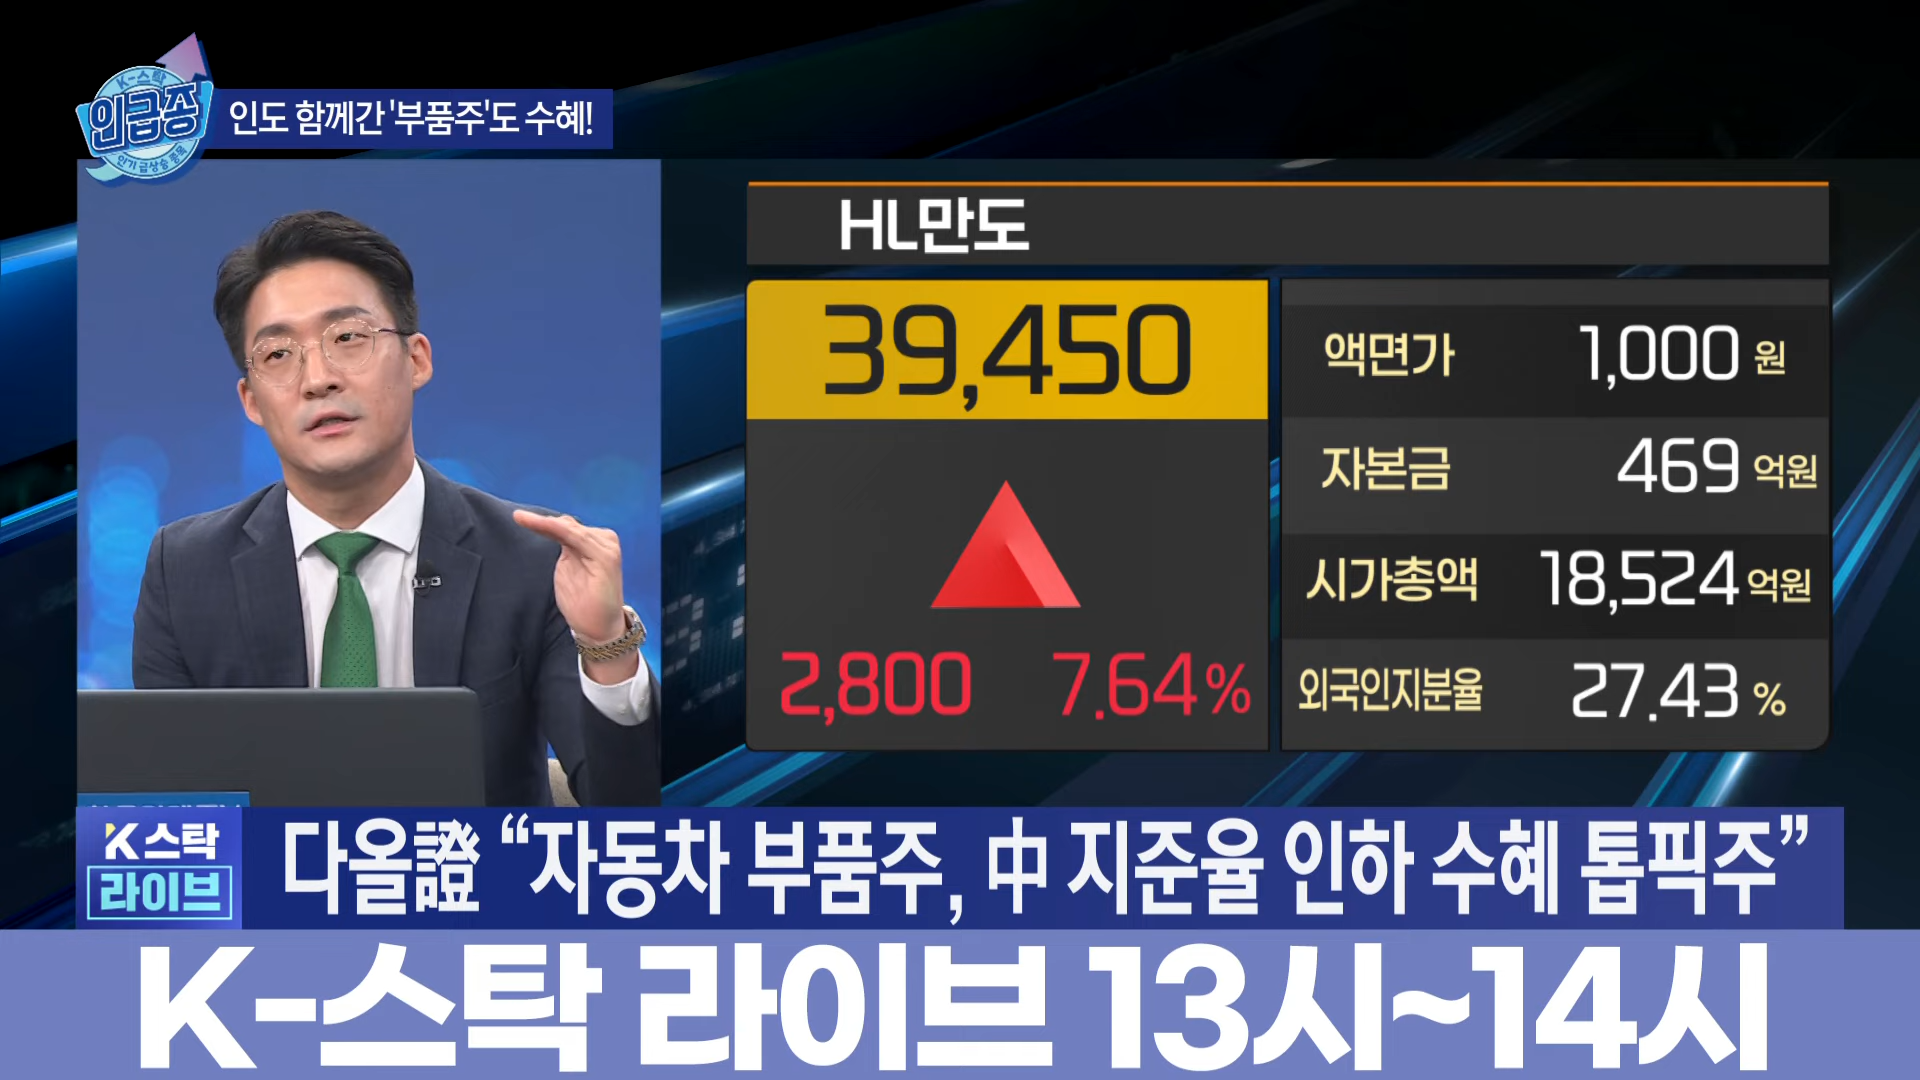 K-스탁
인급종
인기 급상승 종목
인도 함께간 '부품주'도 수혜!
HL만도
39,450
2,800 7.64%
액면가 1,000 원
자본금 469 억원
시가총액 18,524 억원
외국인지분율 27.43 %
K스탁
라이브
다올證 “자동차 부품주, 中 지준율 인하 수혜 톱픽주”
K-스탁 라이브 13시~14시